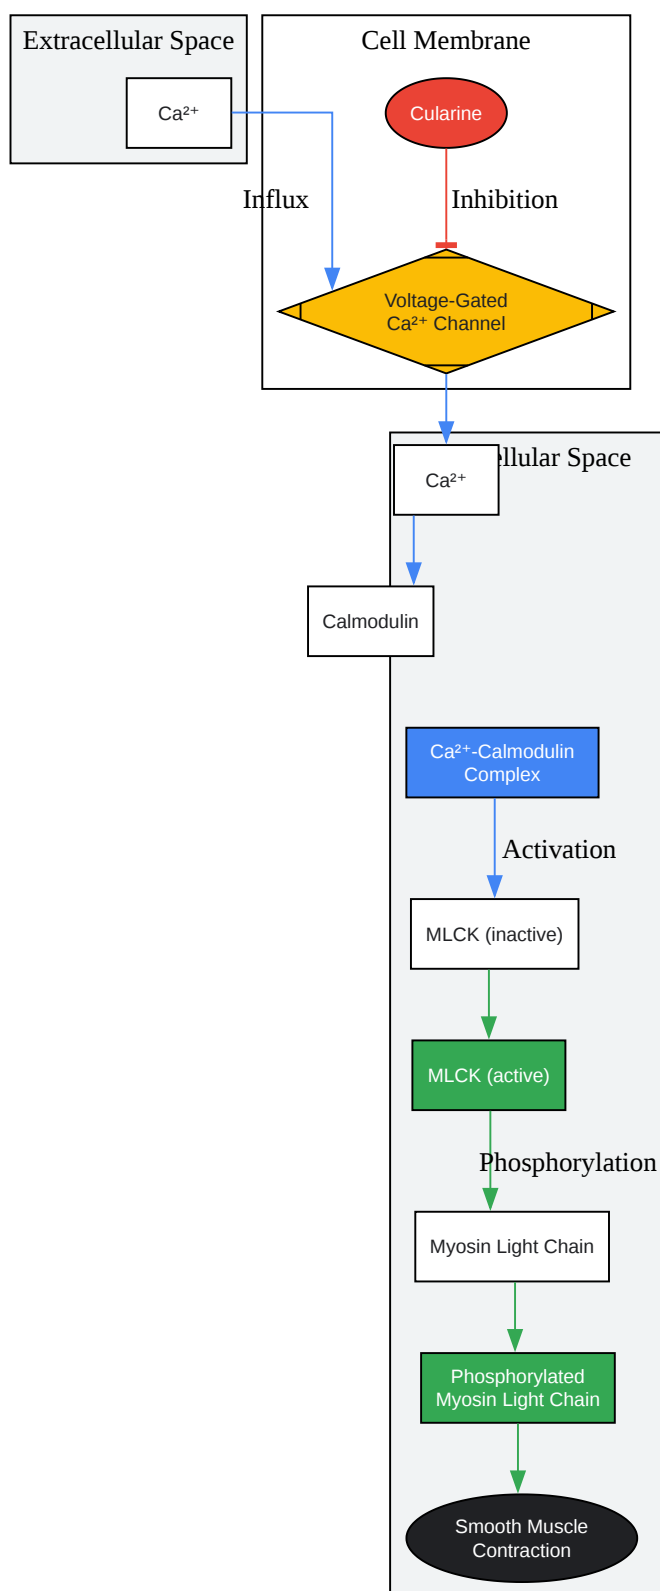 Extracellular Space
Cell Membrane
Ca²⁺
Cularine
Influx
Inhibition
Voltage-Gated
Ca²⁺ Channel
ellular Space
Ca²⁺
Calmodulin
Ca²⁺-Calmodulin
Complex
Activation
MLCK (inactive)
MLCK (active)
Phosphorylation
Myosin Light Chain
Phosphorylated
Myosin Light Chain
Smooth Muscle
Contraction